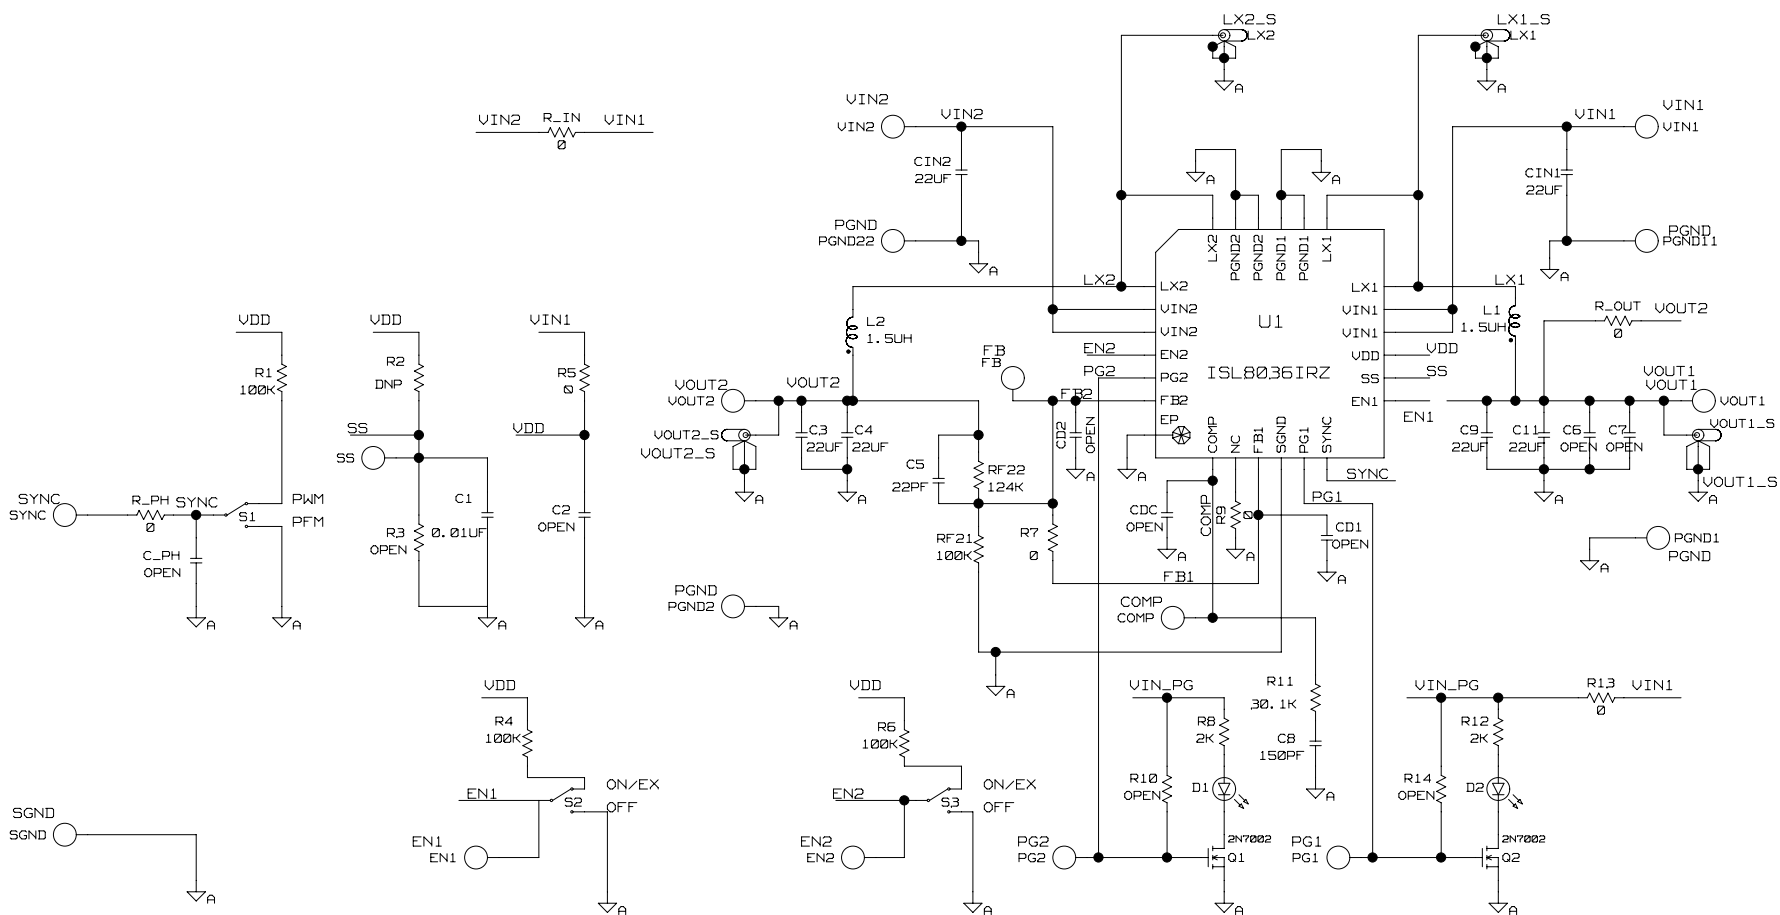 LX2_S
LX2
A
LX1_S
LX1
A
VIN2
VIN2
VIN2
VIN1
VIN1
VIN1
VIN2
R_IN
VIN1
0
CIN2
22UF
A
A
CIN1
22UF
PGND
PGND22
A
PGND
PGND11
A
LX2
PGND2
PGND2
PGND1
PGND1
LX1
LX2
LX2
LX1
LX1
VIN2
VIN1
U1
VIN2
VIN1
L2
1.5UH
L1
1.5UH
R_OUT
0
VOUT2
EN2
EN2
VDD
VDD
PG2
PG2
ISL8036IRZ
SS
SS
FB2
FB2
EN1
EN1
EP
COMP
NC
FB1
SGND
PG1
SYNC
FB
FB
VDD
R1
100K
VDD
R2
DNP
VIN1
R5
0
VOUT2
VOUT2
VOUT2
VOUT2_S
VOUT2_S
A
C3
22UF
C4
22UF
A
CD2
OPEN
A
A
C5
22PF
RF22
124K
VOUT1
VOUT1
VOUT1
C9
22UF
C11
22UF
C6
OPEN
C7
OPEN
A
VOUT1_S
VOUT1_S
A
SS
SS
VDD
SYNC
SYNC
R_PH
0
SYNC
S1
PWM
PFM
C_PH
OPEN
A
A
R3
OPEN
C1
0.01UF
A
C2
OPEN
A
RF21
100K
R7
0
CDC
OPEN
A
COMP
R9
0
A
SYNC
PG1
CD1
OPEN
A
FB1
PGND1
PGND
A
PGND
PGND2
A
COMP
COMP
A
R11
30.1K
C8
150PF
A
VDD
R4
100K
EN1
S2
ON/EX
OFF
EN1
EN1
A
VDD
R6
100K
EN2
S3
ON/EX
OFF
EN2
EN2
A
VIN_PG
R8
2K
R10
OPEN
D1
2N7002
PG2
PG2
Q1
A
VIN_PG
R13
0
VIN1
R12
2K
R14
OPEN
D2
2N7002
PG1
PG1
Q2
A
SGND
SGND
A